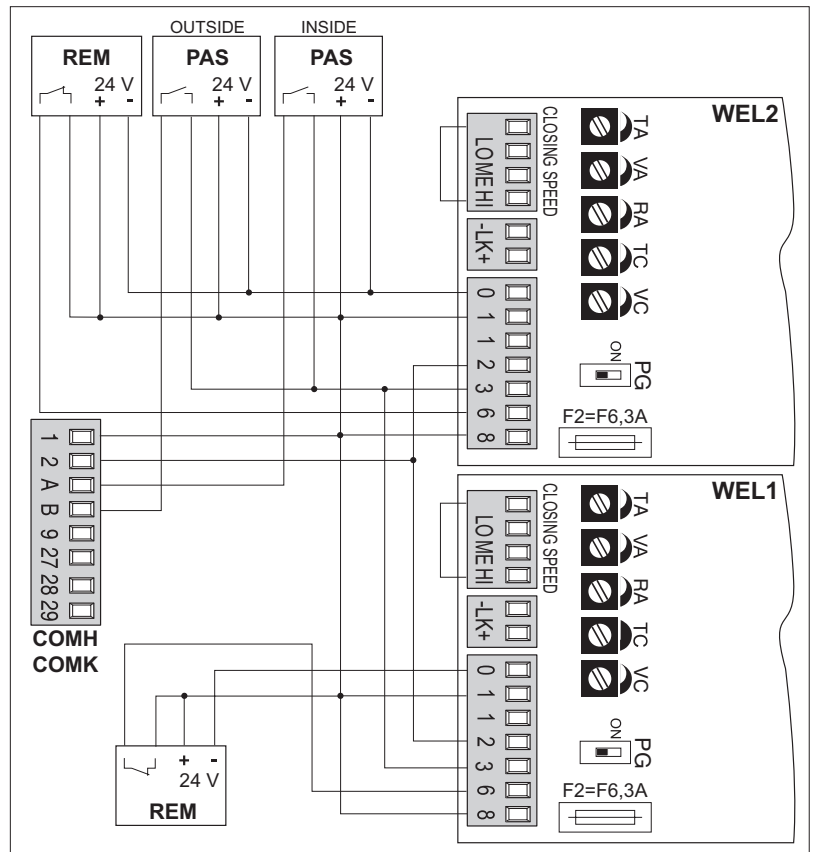 OUTSIDE
INSIDE
REM
24 V
+ -
PAS
24 V
+ -
PAS
24 V
+ -
WEL2
CLOSING SPEED
LO ME HI
-LK+
0
1
1
2
3
6
8
TA
VA
RA
TC
VC
ON
PG
F2=F6,3A
1
2
A
B
9
27
28
29
COMH
COMK
WEL1
CLOSING SPEED
LO ME HI
-LK+
0
1
1
2
3
6
8
TA
VA
RA
TC
VC
ON
PG
F2=F6,3A
+ -
24 V
REM